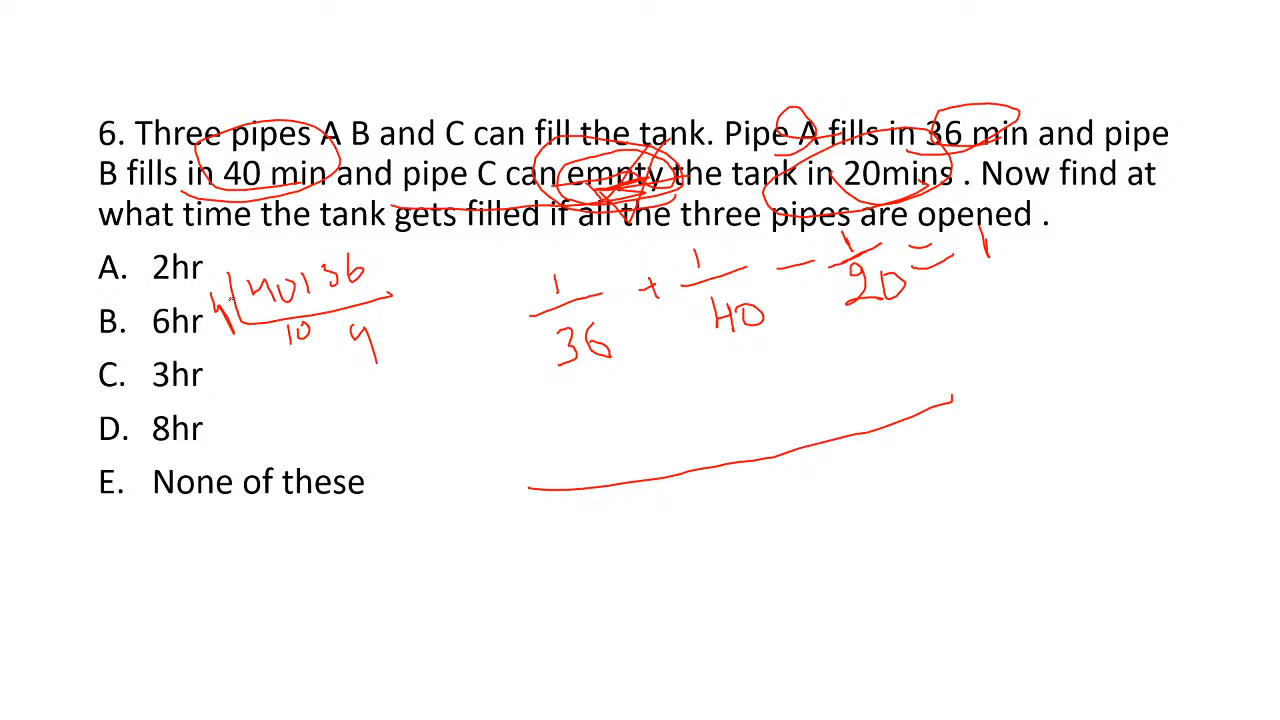 6. Three pipes A B and C can fill the tank. Pipe A fills in 36 min and pipe
B fills in 40 min and pipe C can empty the tank in 20mins . Now find at
what time the tank gets filled if all the three pipes are opened .
A. 2hr
B. 6hr
C. 3hr
D. 8hr
E. None of these
4 40 , 36
10 9
1/36 + 1/40 - 1/20 = 1